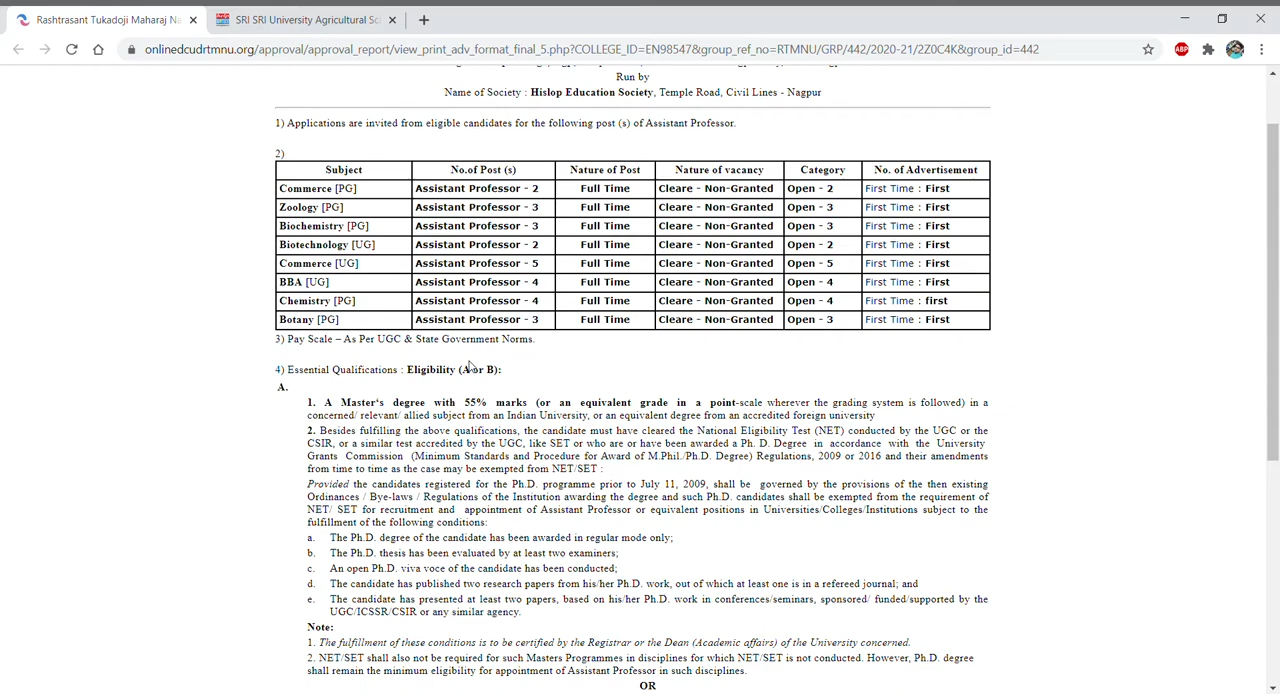 Rashtrasant Tukadoji Maharaj Na
SRI SRI University Agricultural Sc
onlinedcudrtmnu.org/approval/approval_report/view_print_adv_format_final_5.php?COLLEGE_ID=EN98547&group_ref_no=RTMNU/GRP/442/2020-21/2Z0C4K&group_id=442
ABP
Run by
Name of Society : Hislop Education Society, Temple Road, Civil Lines - Nagpur
1) Applications are invited from eligible candidates for the following post (s) of Assistant Professor.
2)
Subject No.of Post (s) Nature of Post Nature of vacancy Category No. of Advertisement
Commerce [PG] Assistant Professor - 2 Full Time Cleare - Non-Granted Open - 2 First Time : First
Zoology [PG] Assistant Professor - 3 Full Time Cleare - Non-Granted Open - 3 First Time : First
Biochemistry [PG] Assistant Professor - 3 Full Time Cleare - Non-Granted Open - 3 First Time : First
Biotechnology [UG] Assistant Professor - 2 Full Time Cleare - Non-Granted Open - 2 First Time : First
Commerce [UG] Assistant Professor - 5 Full Time Cleare - Non-Granted Open - 5 First Time : First
BBA [UG] Assistant Professor - 4 Full Time Cleare - Non-Granted Open - 4 First Time : First
Chemistry [PG] Assistant Professor - 4 Full Time Cleare - Non-Granted Open - 4 First Time : first
Botany [PG] Assistant Professor - 3 Full Time Cleare - Non-Granted Open - 3 First Time : First
3) Pay Scale – As Per UGC & State Government Norms.
4) Essential Qualifications : Eligibility (A or B):
A.
1. A Master's degree with 55% marks (or an equivalent grade in a point-scale wherever the grading system is followed) in a
concerned/ relevant/ allied subject from an Indian University, or an equivalent degree from an accredited foreign university
2. Besides fulfilling the above qualifications, the candidate must have cleared the National Eligibility Test (NET) conducted by the UGC or the
CSIR, or a similar test accredited by the UGC, like SET or who are or have been awarded a Ph. D. Degree in accordance with the University
Grants Commission (Minimum Standards and Procedure for Award of M.Phil./Ph.D. Degree) Regulations, 2009 or 2016 and their amendments
from time to time as the case may be exempted from NET/SET :
Provided the candidates registered for the Ph.D. programme prior to July 11, 2009, shall be governed by the provisions of the then existing
Ordinances / Bye-laws / Regulations of the Institution awarding the degree and such Ph.D. candidates shall be exempted from the requirement of
NET/ SET for recruitment and appointment of Assistant Professor or equivalent positions in Universities/Colleges/Institutions subject to the
fulfillment of the following conditions:
a. The Ph.D. degree of the candidate has been awarded in regular mode only;
b. The Ph.D. thesis has been evaluated by at least two examiners;
c. An open Ph.D. viva voce of the candidate has been conducted;
d. The candidate has published two research papers from his/her Ph.D. work, out of which at least one is in a refereed journal; and
e. The candidate has presented at least two papers, based on his/her Ph.D. work in conferences/seminars, sponsored/ funded/supported by the
UGC/ICSSR/CSIR or any similar agency.
Note:
1. The fulfillment of these conditions is to be certified by the Registrar or the Dean (Academic affairs) of the University concerned.
2. NET/SET shall also not be required for such Masters Programmes in disciplines for which NET/SET is not conducted. However, Ph.D. degree
shall remain the minimum eligibility for appointment of Assistant Professor in such disciplines.
OR